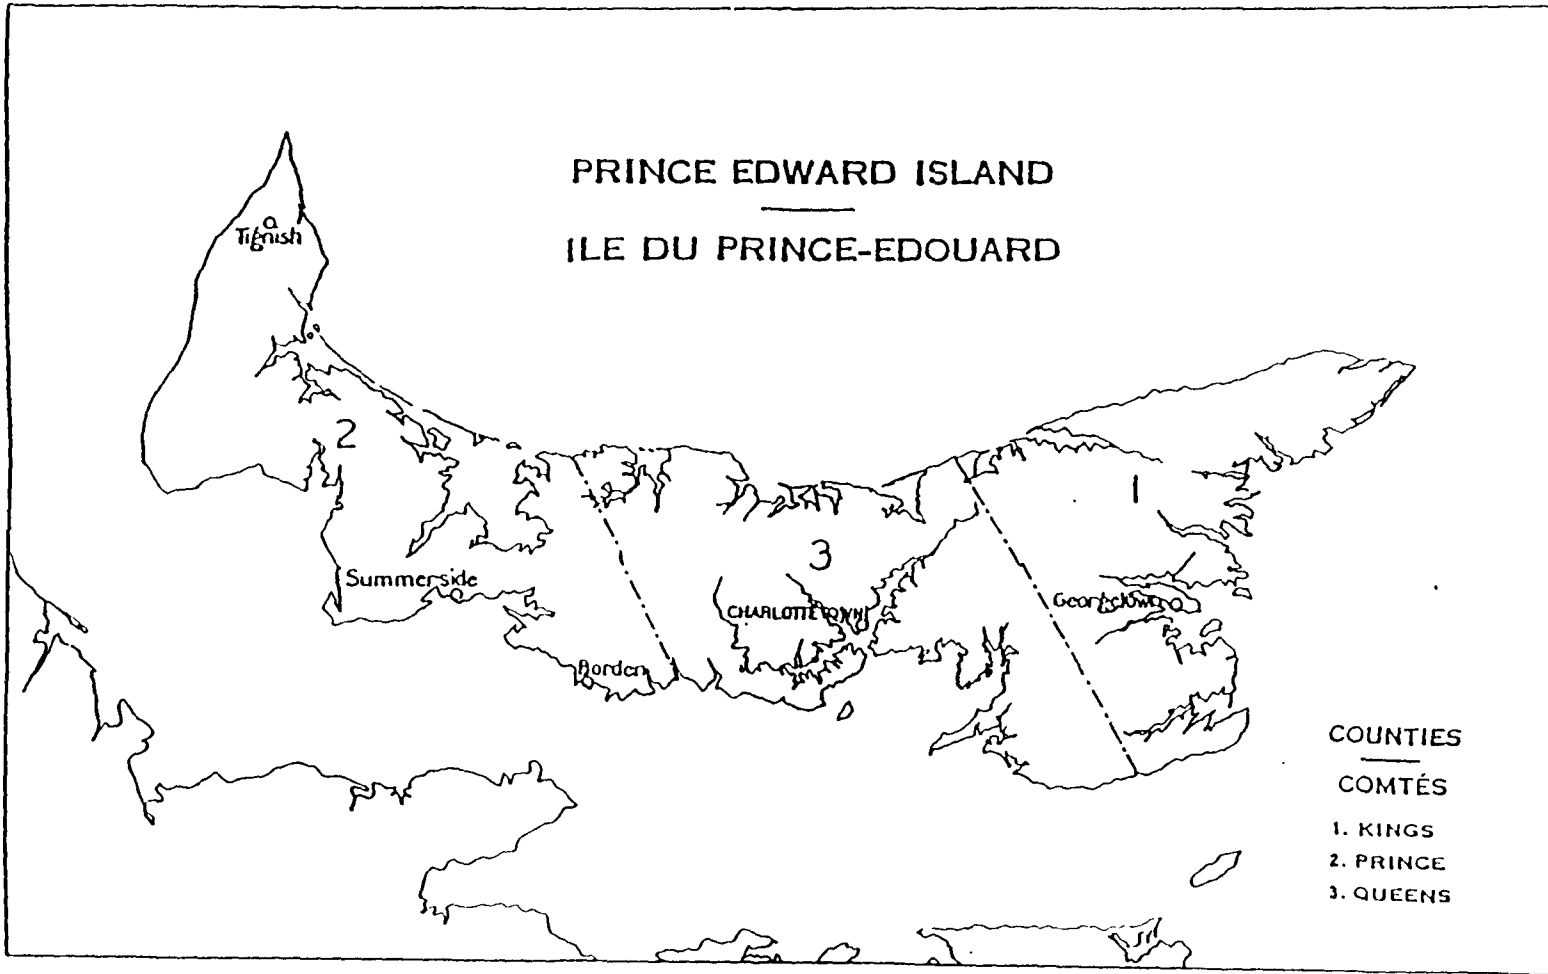 PRINCE EDWARD ISLAND
ILE DU PRINCE-EDOUARD
Tignish
2
1
3
Summerside
CHARLOTTETOWN
Georgetown
Borden
COUNTIES
COMTÉS
1. KINGS
2. PRINCE
3. QUEENS